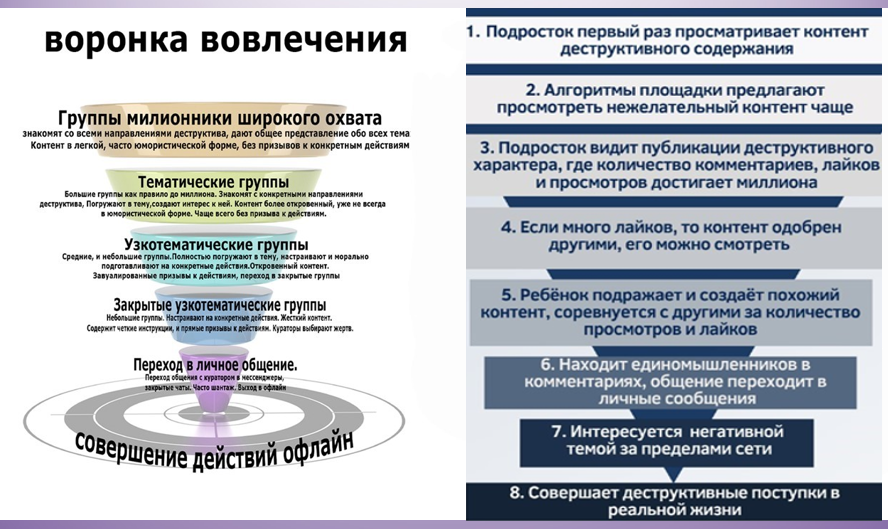 воронка вовлечения
Группы милионники широкого охвата
знакомят со всеми направлениями деструктива, дают общее представление обо всех тема
Контент в легкой, часто юмористической форме, без призывов к конкретным действиям
Тематические группы
Большие группы как правило до миллиона. Знакомят с конкретными направлениями
деструктива, Погружают в тему,создают интерес к ней. Контент более откровенный, уже не всегда
в юмористической форме. Чаще всего без призыва к действиям.
Узкотематические группы
Средние, и небольшие группы.Полностью погружают в тему, настраивают и морально
подготавливают на конкретные действия.Откровенный контент.
Завуалированные призывы к действиям, переход в закрытые группы
Закрытые узкотематические группы
Небольшие группы. Настраивают на конкретные действия. Жесткий контент.
Содержит четкие инструкции, и прямые призывы к действиям. Кураторы выбирают жертв.
Переход в личное общение.
Переход общения с куратором в мессенджеры,
закрытые чаты. Часто шантаж. Выход в офлайн
совершение действий офлайн
1. Подросток первый раз просматривает контент
деструктивного содержания
2. Алгоритмы площадки предлагают
просмотреть нежелательный контент чаще
3. Подросток видит публикации деструктивного
характера, где количество комментариев, лайков
и просмотров достигает миллиона
4. Если много лайков, то контент одобрен
другими, его можно смотреть
5. Ребёнок подражает и создаёт похожий
контент, соревнуется с другими за количество
просмотров и лайков
6. Находит единомышленников в
комментариях, общение переходит в
личные сообщения
7. Интересуется негативной
темой за пределами сети
8. Совершает деструктивные поступки в
реальной жизни